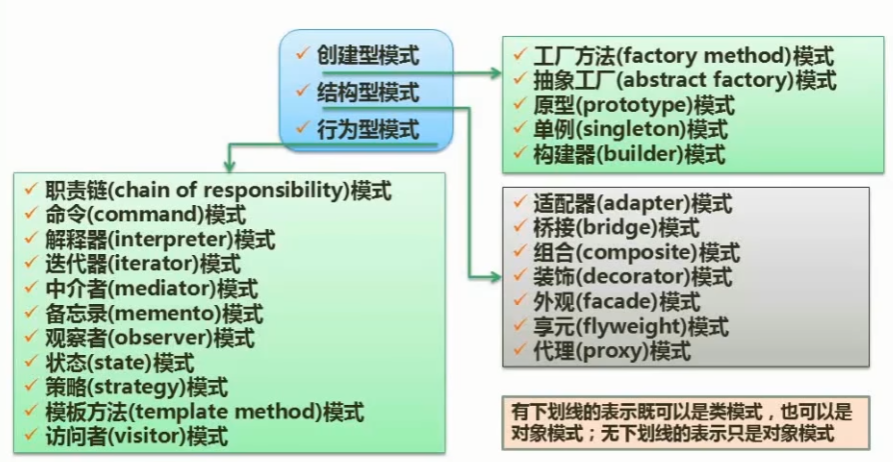 创建型模式
结构型模式
行为型模式
工厂方法(factory method)模式
抽象工厂(abstract factory)模式
原型(prototype)模式
单例(singleton)模式
构建器(builder)模式
职责链(chain of responsibility)模式
命令(command)模式
解释器(interpreter)模式
迭代器(iterator)模式
中介者(mediator)模式
备忘录(memento)模式
观察者(observer)模式
状态(state)模式
策略(strategy)模式
模板方法(template method)模式
访问者(visitor)模式
适配器(adapter)模式
桥接(bridge)模式
组合(composite)模式
装饰(decorator)模式
外观(facade)模式
享元(flyweight)模式
代理(proxy)模式
有下划线的表示既可以是类模式，也可以是
对象模式；无下划线的表示只是对象模式